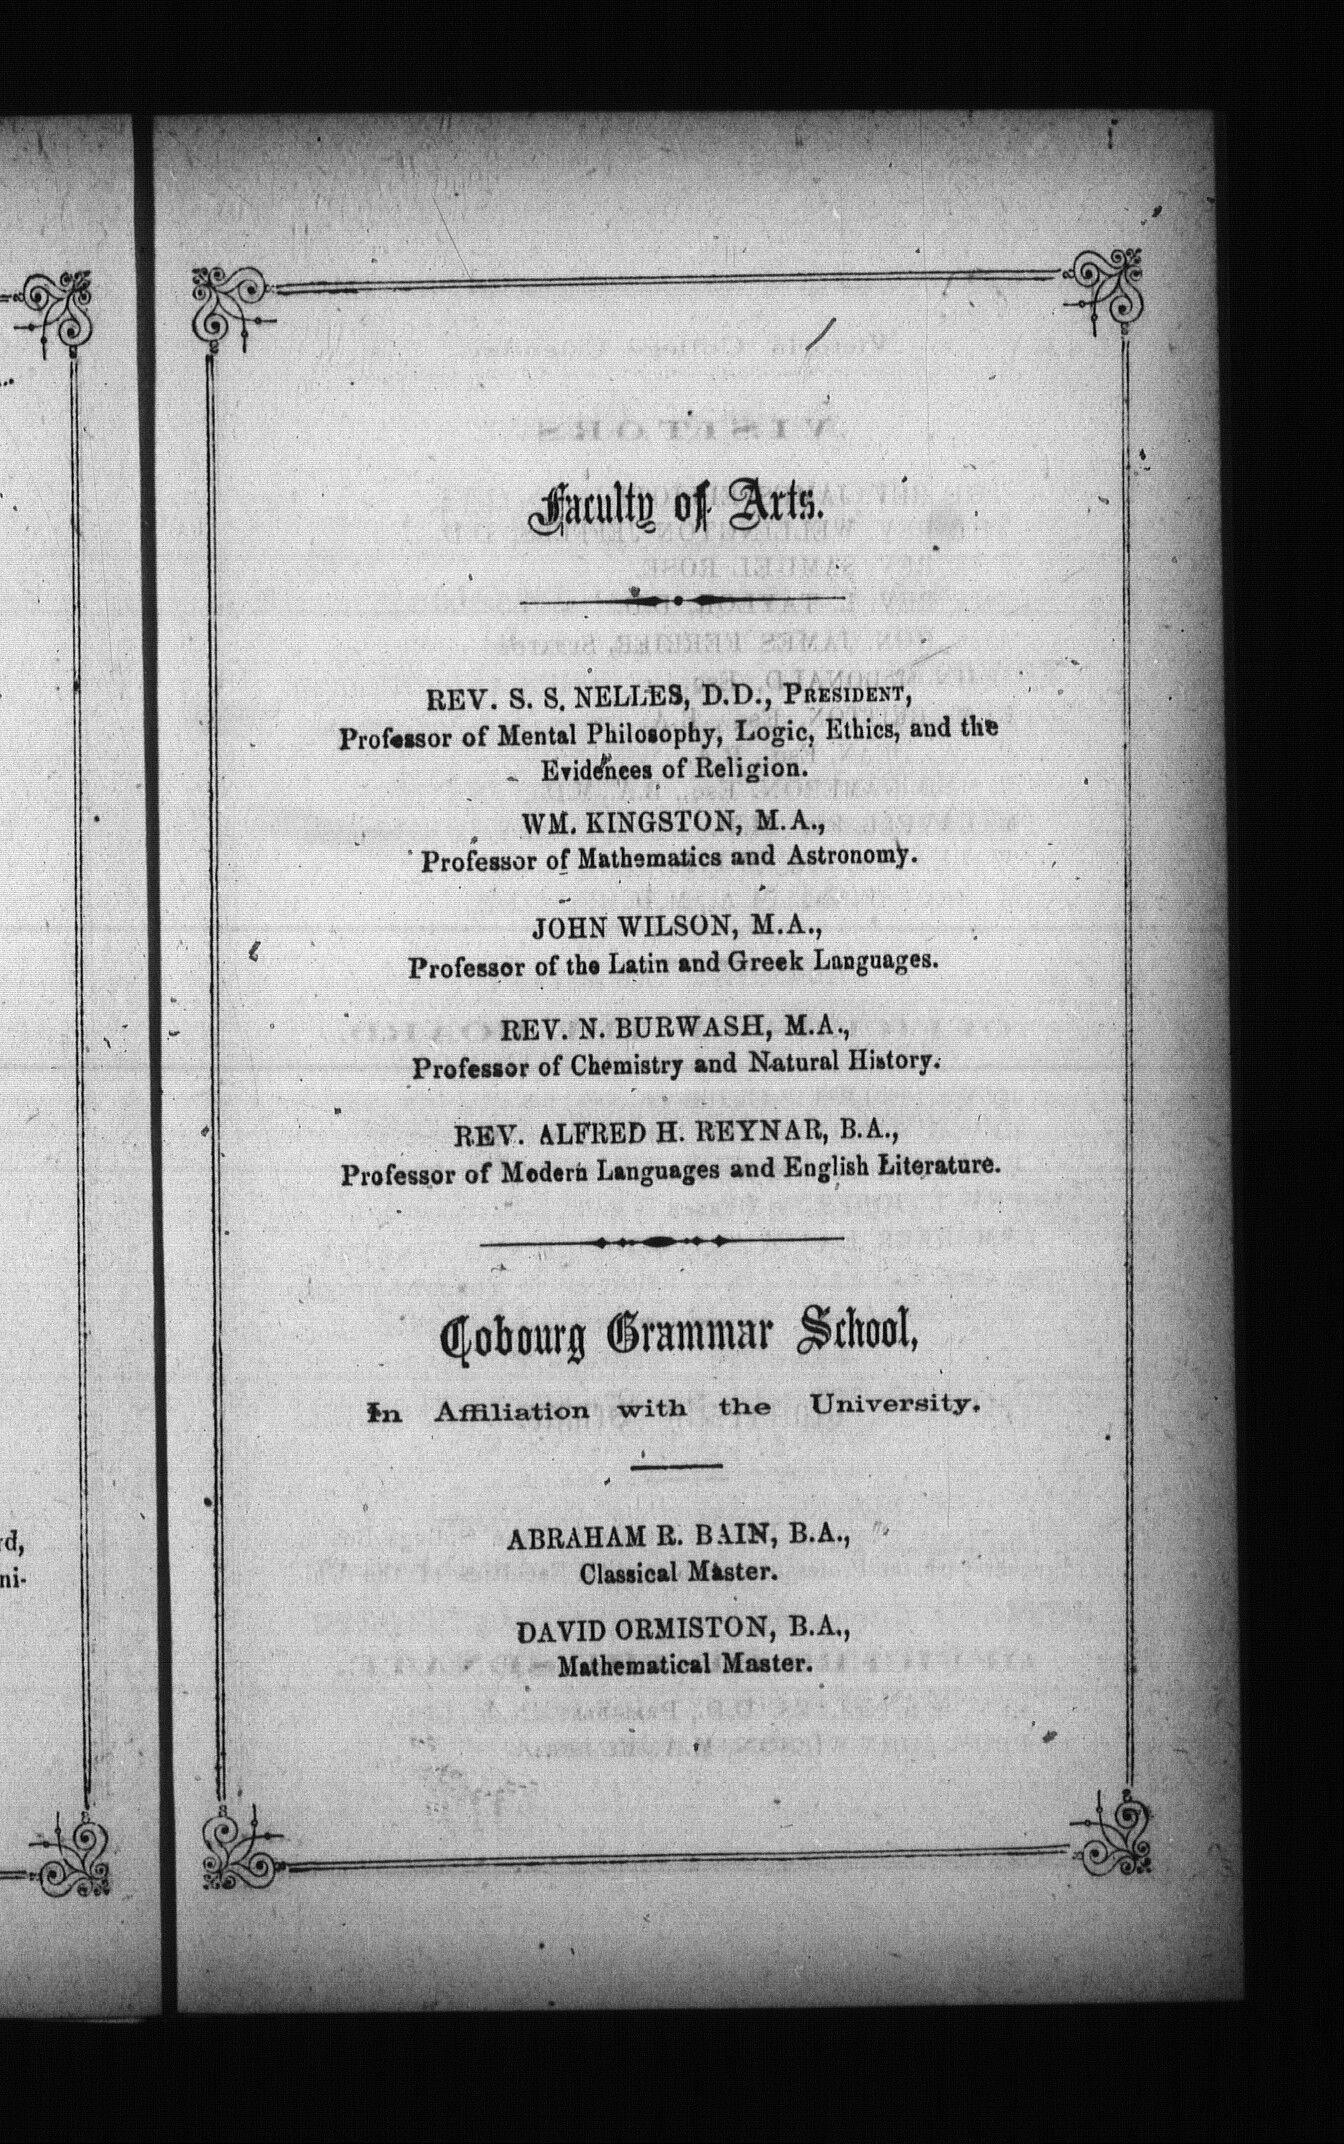 Faculty of Arts.
REV. S. S. NELLES, D.D., PRESIDENT,
Professor of Mental Philosophy, Logic, Ethics, and the
Evidences of Religion.
WM. KINGSTON, M.A.,
Professor of Mathematics and Astronomy.
JOHN WILSON, M.A.,
Professor of the Latin and Greek Languages.
REV. N. BURWASH, M.A.,
Professor of Chemistry and Natural History.
REV. ALFRED H. REYNAR, B.A.,
Professor of Modern Languages and English Literature.
Cobourg Grammar School,
In Affiliation with the University.
ABRAHAM R. BAIN, B.A.,
Classical Master.
DAVID ORMISTON, B.A.,
Mathematical Master.